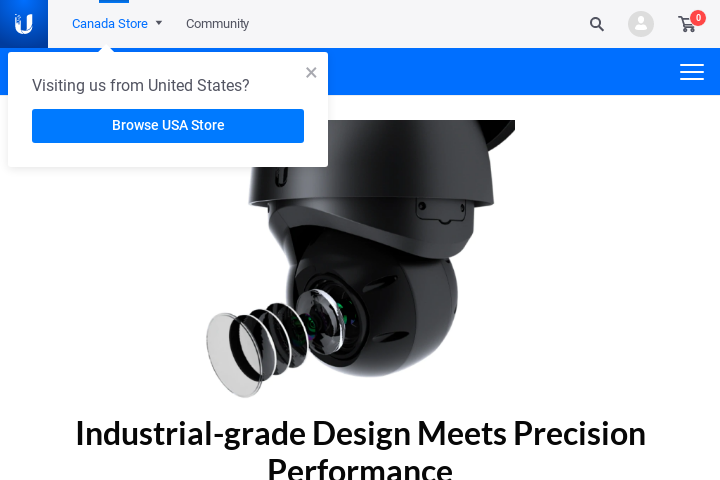 Canada Store
Community
0
Visiting us from United States?
Browse USA Store
Industrial-grade Design Meets Precision
Performance